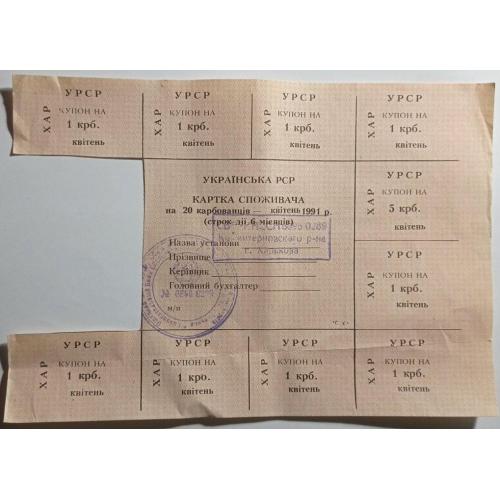 ХАР
УРСР
КУПОН НА
1 крб.
квітень
ХАР
УРСР
КУПОН НА
1 крб.
квітень
ХАР
УРСР
КУПОН НА
1 крб.
квітень
ХАР
УРСР
КУПОН НА
1 крб.
квітень
УКРАЇНСЬКА РСР
КАРТКА СПОЖИВАЧА
на 20 карбованців — квітень 1991 р.
(строк дії 6 місяців)
Назва установи
Прізвище
Керівник
Головний бухгалтер
м/п
г. Харькова
ХАР
УРСР
КУПОН НА
5 крб.
квітень
ХАР
УРСР
КУПОН НА
1 крб.
квітень
ХАР
УРСР
КУПОН НА
1 крб.
квітень
ХАР
УРСР
КУПОН НА
1 крб.
квітень
ХАР
УРСР
КУПОН НА
1 крб.
квітень
ХАР
УРСР
КУПОН НА
1 крб.
квітень